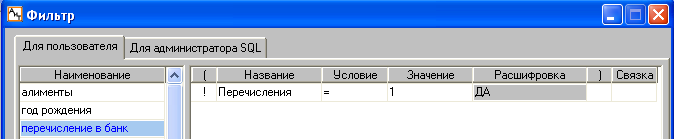 Фильтр
Для пользователя Для администратора SQL
Наименование
алименты
год рождения
перечисление в банк
( Название Условие Значение Расшифровка ) Связка
! Перечисления = 1 ДА